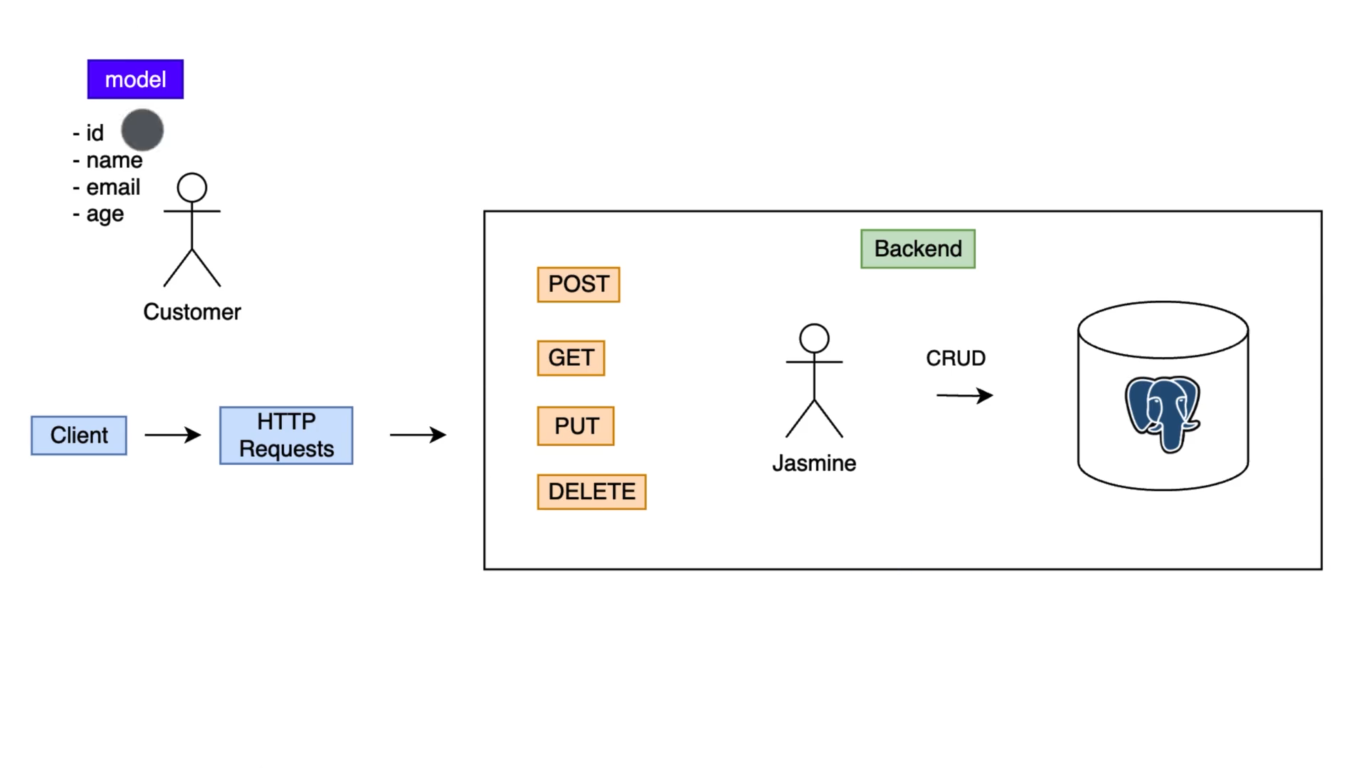 model
- id
- name
- email
- age
Customer
Client
HTTP
Requests
Backend
POST
GET
PUT
DELETE
Jasmine
CRUD